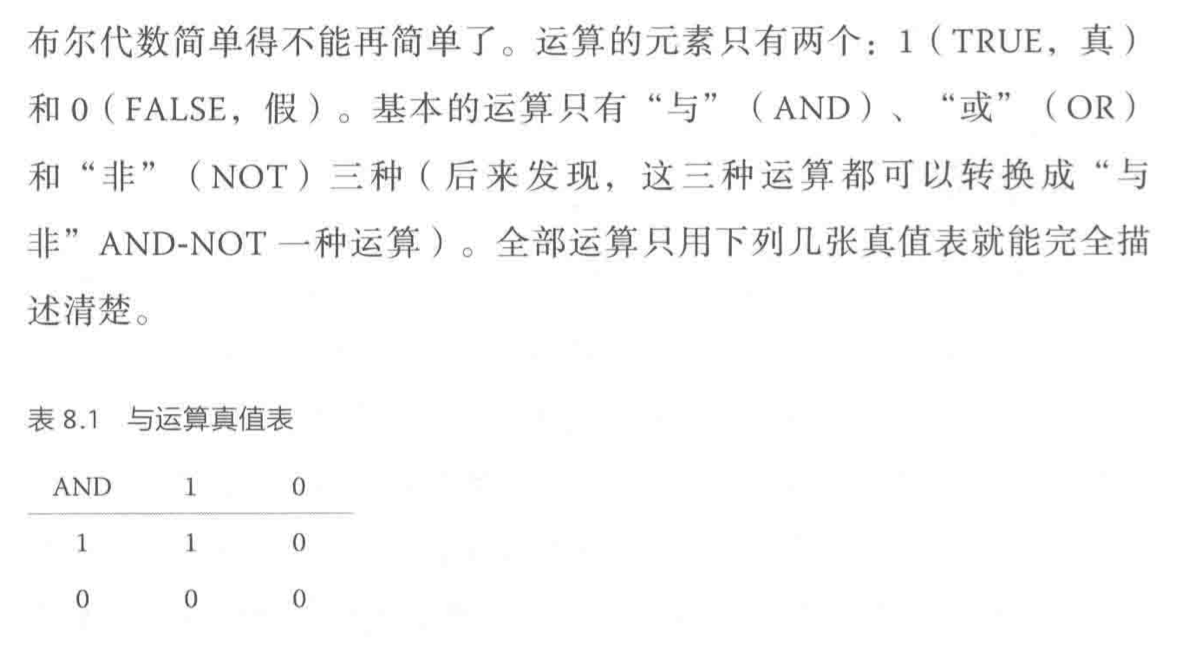 布尔代数简单得不能再简单了。运算的元素只有两个：1（TRUE，真）
和 0（FALSE，假）。基本的运算只有“与”（AND）、“或”（OR）
和“非”（NOT）三种（后来发现，这三种运算都可以转换成“与
非”AND-NOT 一种运算）。全部运算只用下列几张真值表就能完全描
述清楚。
表 8.1 与运算真值表
AND 1 0
1 1 0
0 0 0